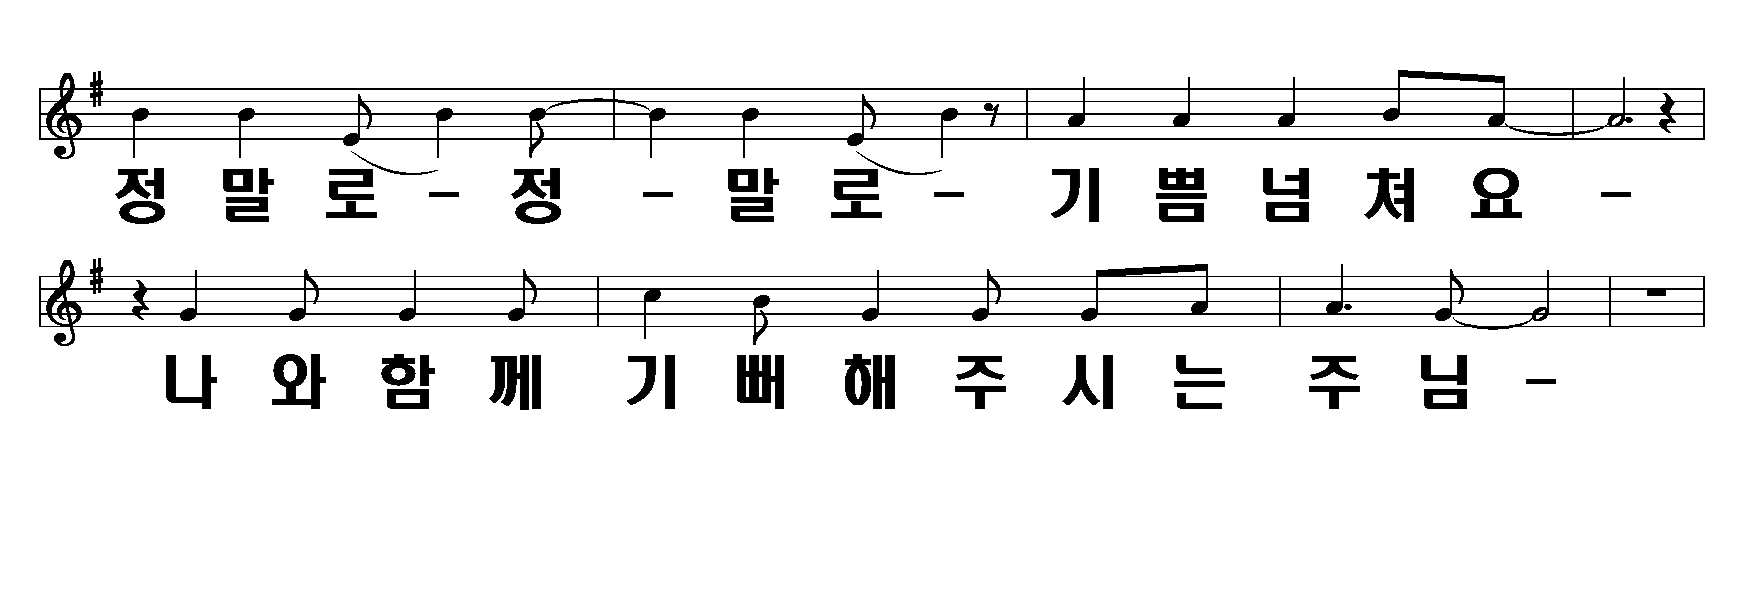 정 말 로 - 정 - 말 로 - 기 쁨 넘 쳐 요 -
나 와 함 께 기 뻐 해 주 시 는 주 님 -